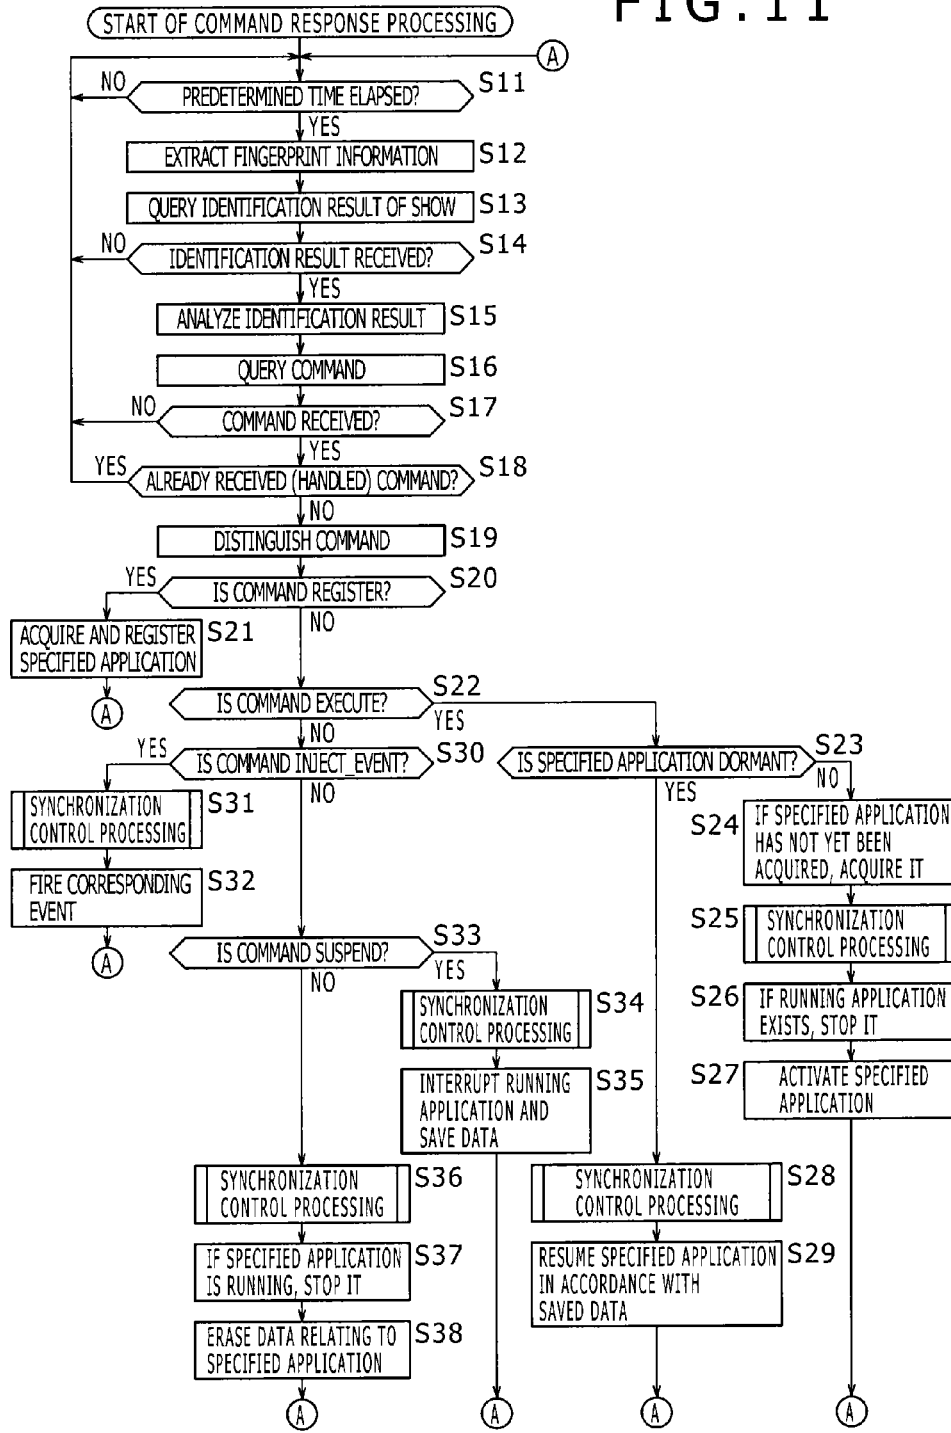 FIG.11
START OF COMMAND RESPONSE PROCESSING
A
NO
PREDETERMINED TIME ELAPSED?
S11
YES
EXTRACT FINGERPRINT INFORMATION
S12
QUERY IDENTIFICATION RESULT OF SHOW
S13
NO
IDENTIFICATION RESULT RECEIVED?
S14
YES
ANALYZE IDENTIFICATION RESULT
S15
QUERY COMMAND
S16
NO
COMMAND RECEIVED?
S17
YES
YES
ALREADY RECEIVED (HANDLED) COMMAND?
S18
NO
DISTINGUISH COMMAND
S19
YES
IS COMMAND REGISTER?
S20
NO
ACQUIRE AND REGISTER
SPECIFIED APPLICATION
S21
A
IS COMMAND EXECUTE?
S22
YES
NO
YES
IS COMMAND INJECT_EVENT?
S30
NO
IS SPECIFIED APPLICATION DORMANT?
S23
YES
NO
SYNCHRONIZATION
CONTROL PROCESSING
S31
FIRE CORRESPONDING
EVENT
S32
A
S24
IF SPECIFIED APPLICATION
HAS NOT YET BEEN
ACQUIRED, ACQUIRE IT
S25
SYNCHRONIZATION
CONTROL PROCESSING
S26
IF RUNNING APPLICATION
EXISTS, STOP IT
S27
ACTIVATE SPECIFIED
APPLICATION
IS COMMAND SUSPEND?
S33
YES
NO
SYNCHRONIZATION
CONTROL PROCESSING
S34
INTERRUPT RUNNING
APPLICATION AND
SAVE DATA
S35
SYNCHRONIZATION
CONTROL PROCESSING
S36
IF SPECIFIED APPLICATION
IS RUNNING, STOP IT
S37
ERASE DATA RELATING TO
SPECIFIED APPLICATION
S38
SYNCHRONIZATION
CONTROL PROCESSING
S28
RESUME SPECIFIED APPLICATION
IN ACCORDANCE WITH
SAVED DATA
S29
A
A
A
A